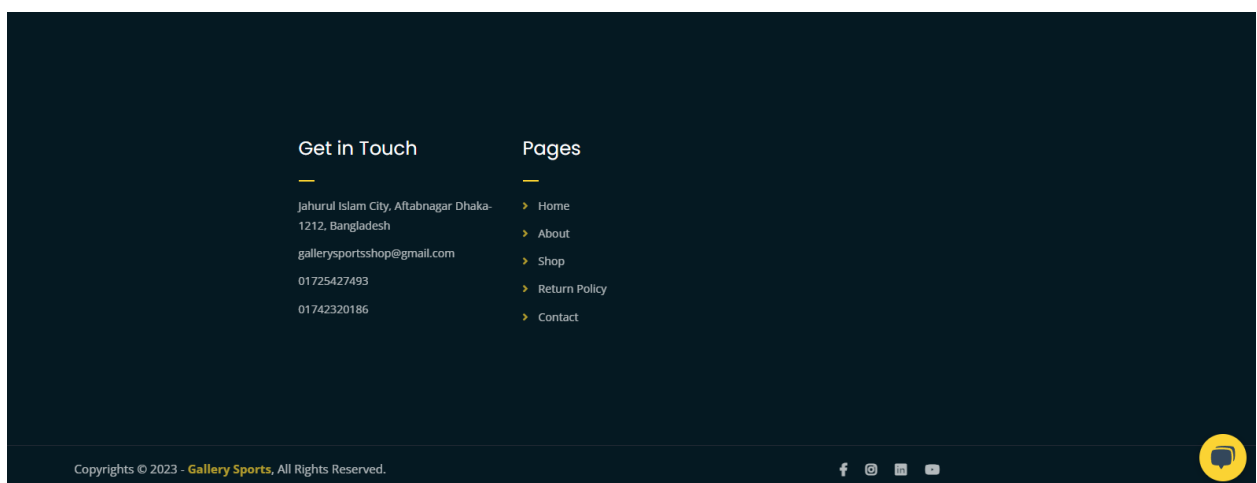 Get in Touch
Jahurul Islam City, Aftabnagar Dhaka-
1212, Bangladesh
gallerysportsshop@gmail.com
01725427493
01742320186
Pages
Home
About
Shop
Return Policy
Contact
Copyrights © 2023 - Gallery Sports, All Rights Reserved.